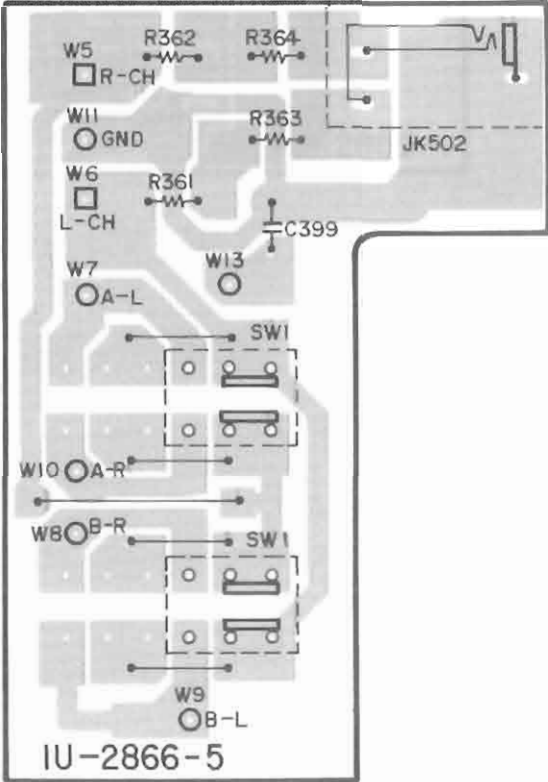 R362 R364
W5
R-CH
W11
GND
R363
JK502
W6
R361
L-CH
C399
W13
W7
A-L
SW1
W10 A-R
W8 B-R
SW1
W9
B-L
IU-2866-5